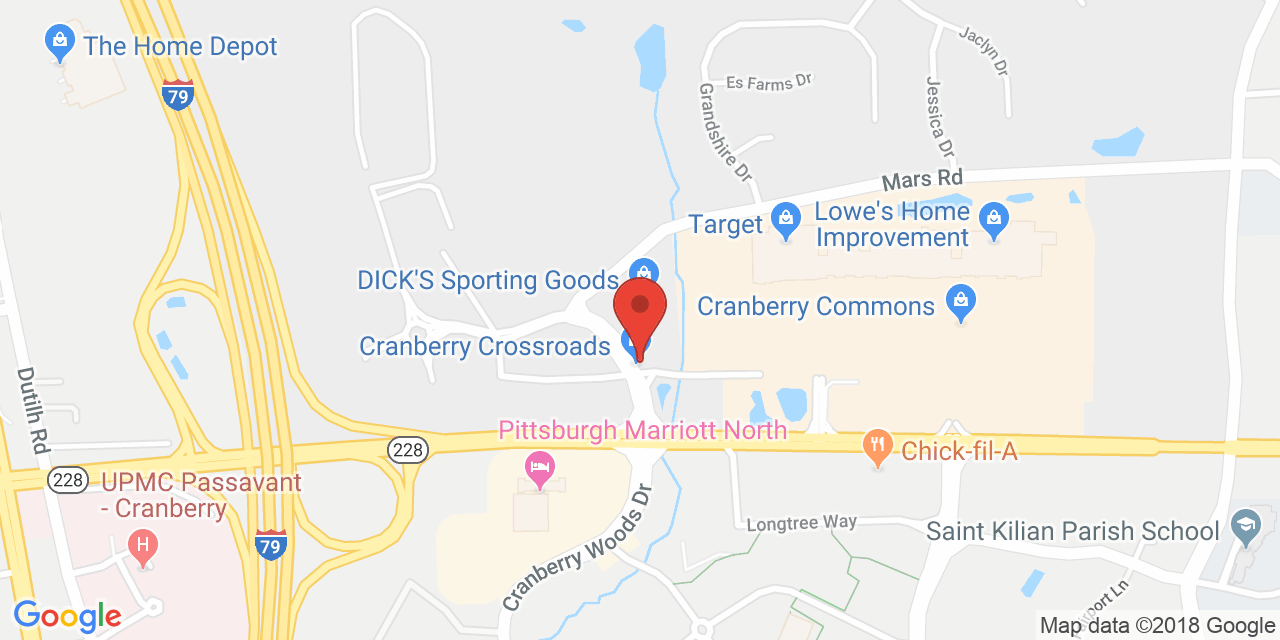 The Home Depot
79
Jaclyn Dr
Es Farms Dr
Grandshire Dr
Jessica Dr
Mars Rd
Target
Lowe's Home
Improvement
DICK'S Sporting Goods
Cranberry Commons
Cranberry Crossroads
Dutilh Rd
Pittsburgh Marriott North
228
Chick-fil-A
228
UPMC Passavant
- Cranberry
H
79
Cranberry Woods Dr
Longtree Way
Saint Kilian Parish School
Google
Map data ©2018 Google